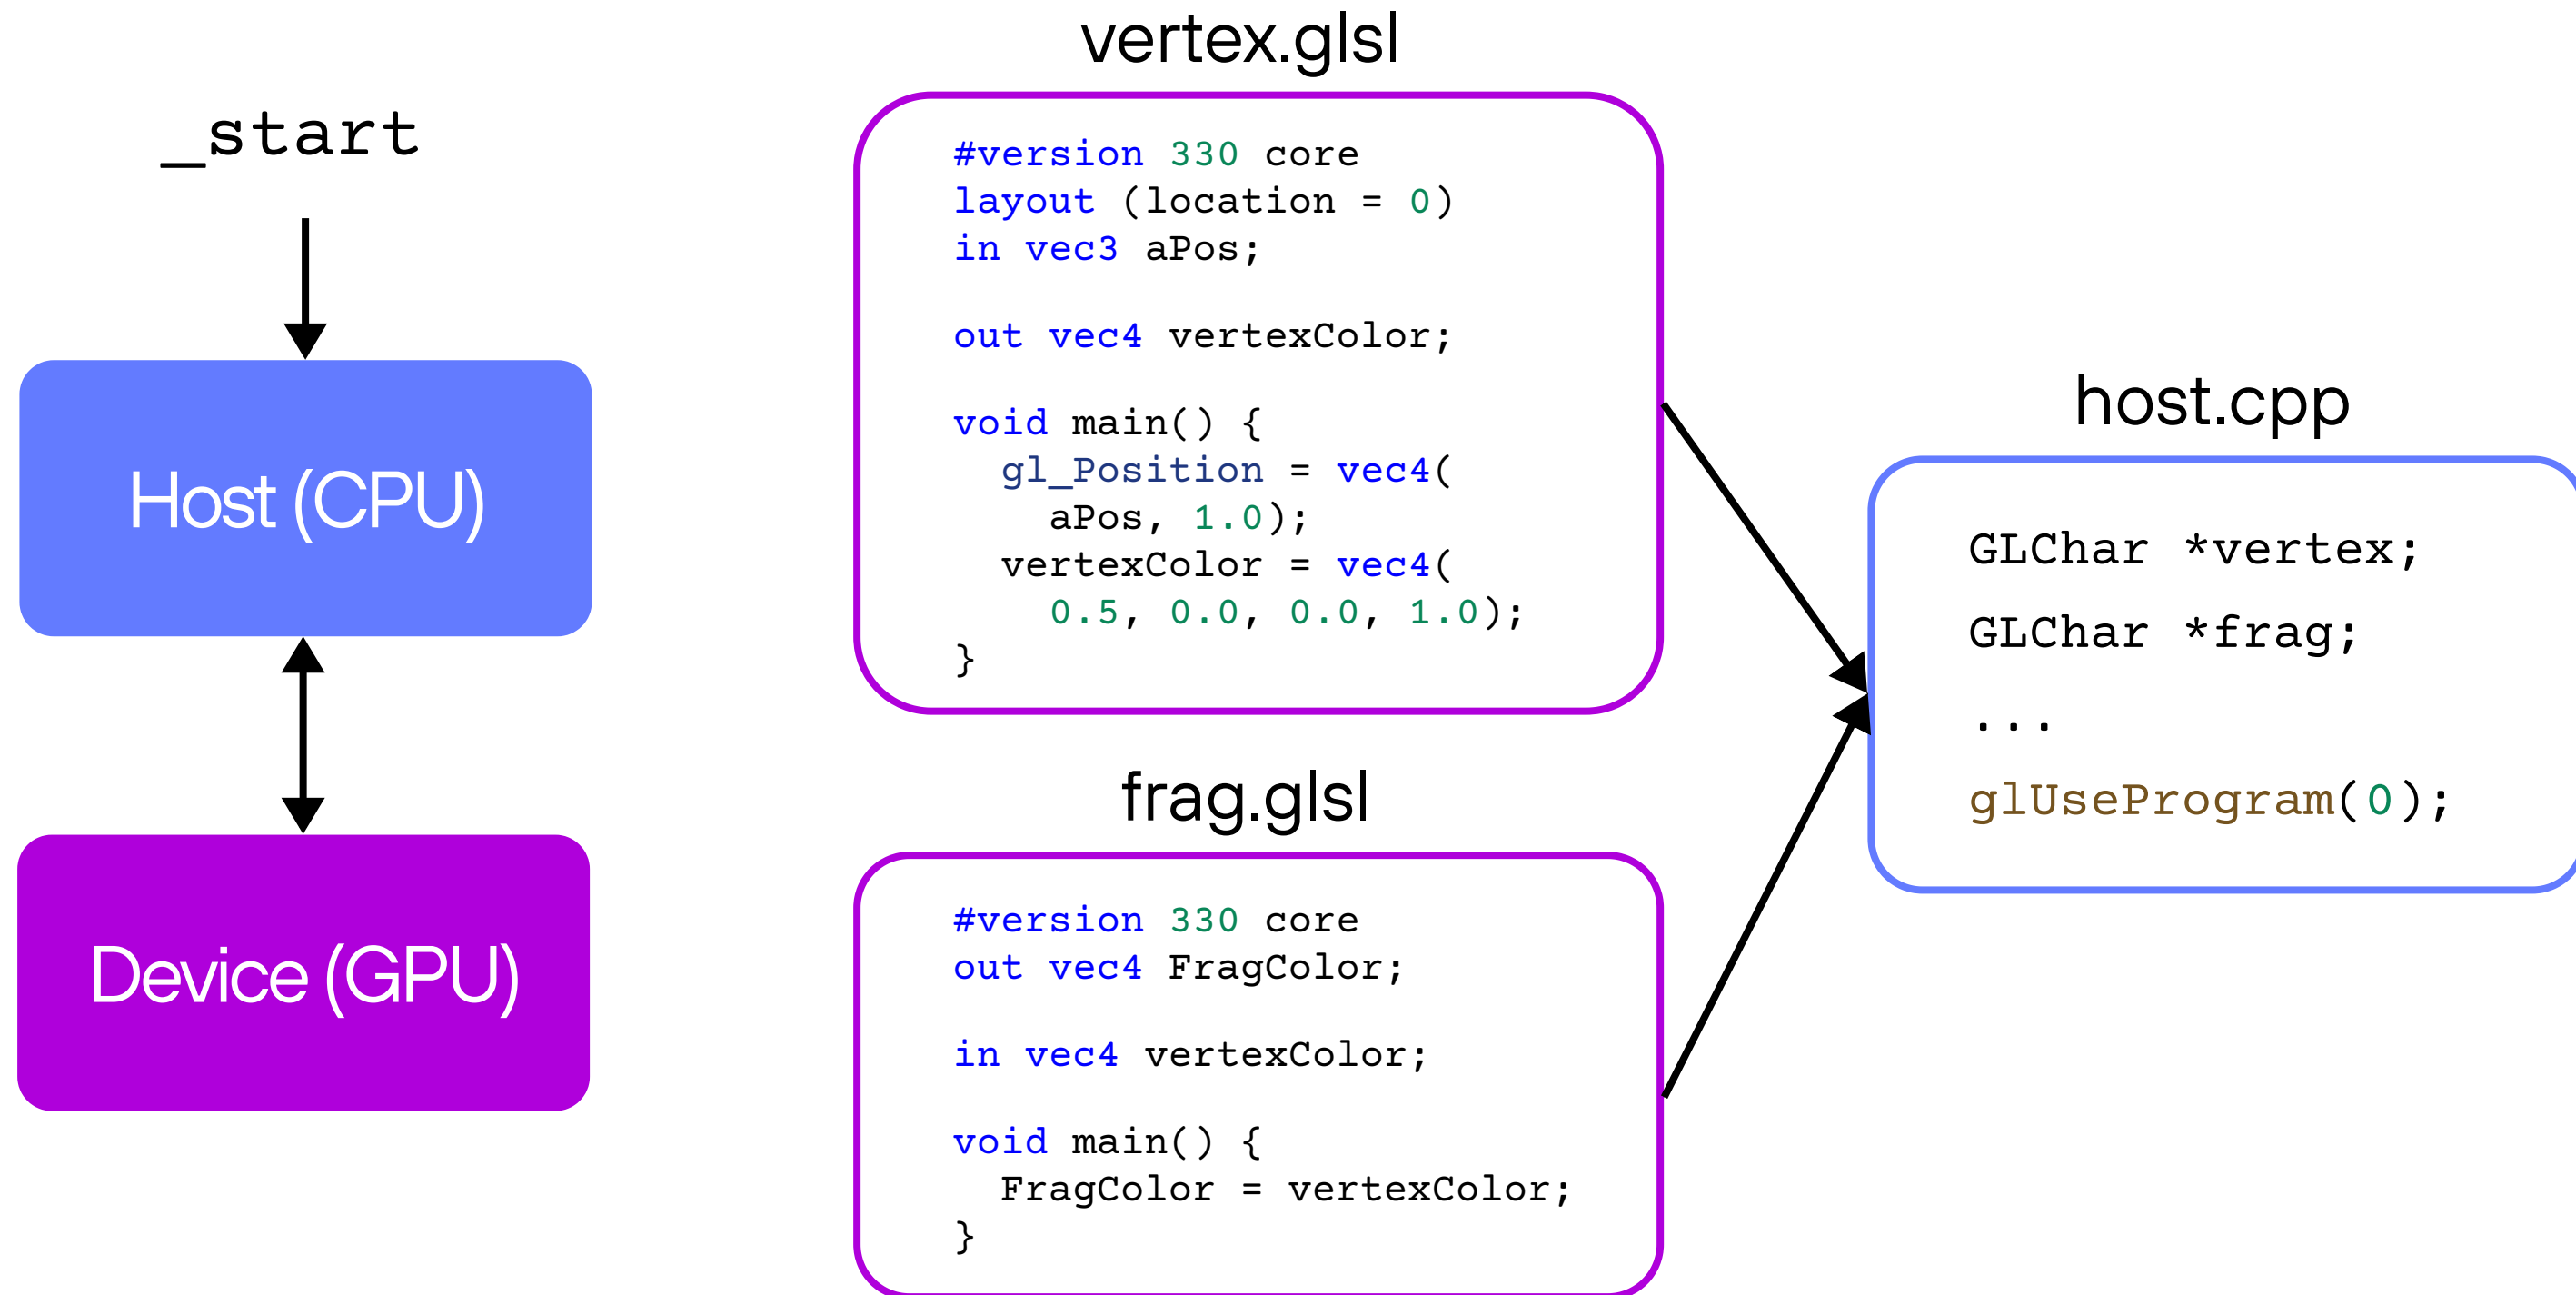 _start
Host (CPU)
Device (GPU)
vertex.glsl
#version 330 core
layout (location = 0)
in vec3 aPos;
out vec4 vertexColor;
void main() {
gl_Position = vec4(
aPos, 1.0);
vertexColor = vec4(
0.5, 0.0, 0.0, 1.0);
}
frag.glsl
#version 330 core
out vec4 FragColor;
in vec4 vertexColor;
void main() {
FragColor = vertexColor;
}
host.cpp
GLChar *vertex;
GLChar *frag;
...
glUseProgram(0);